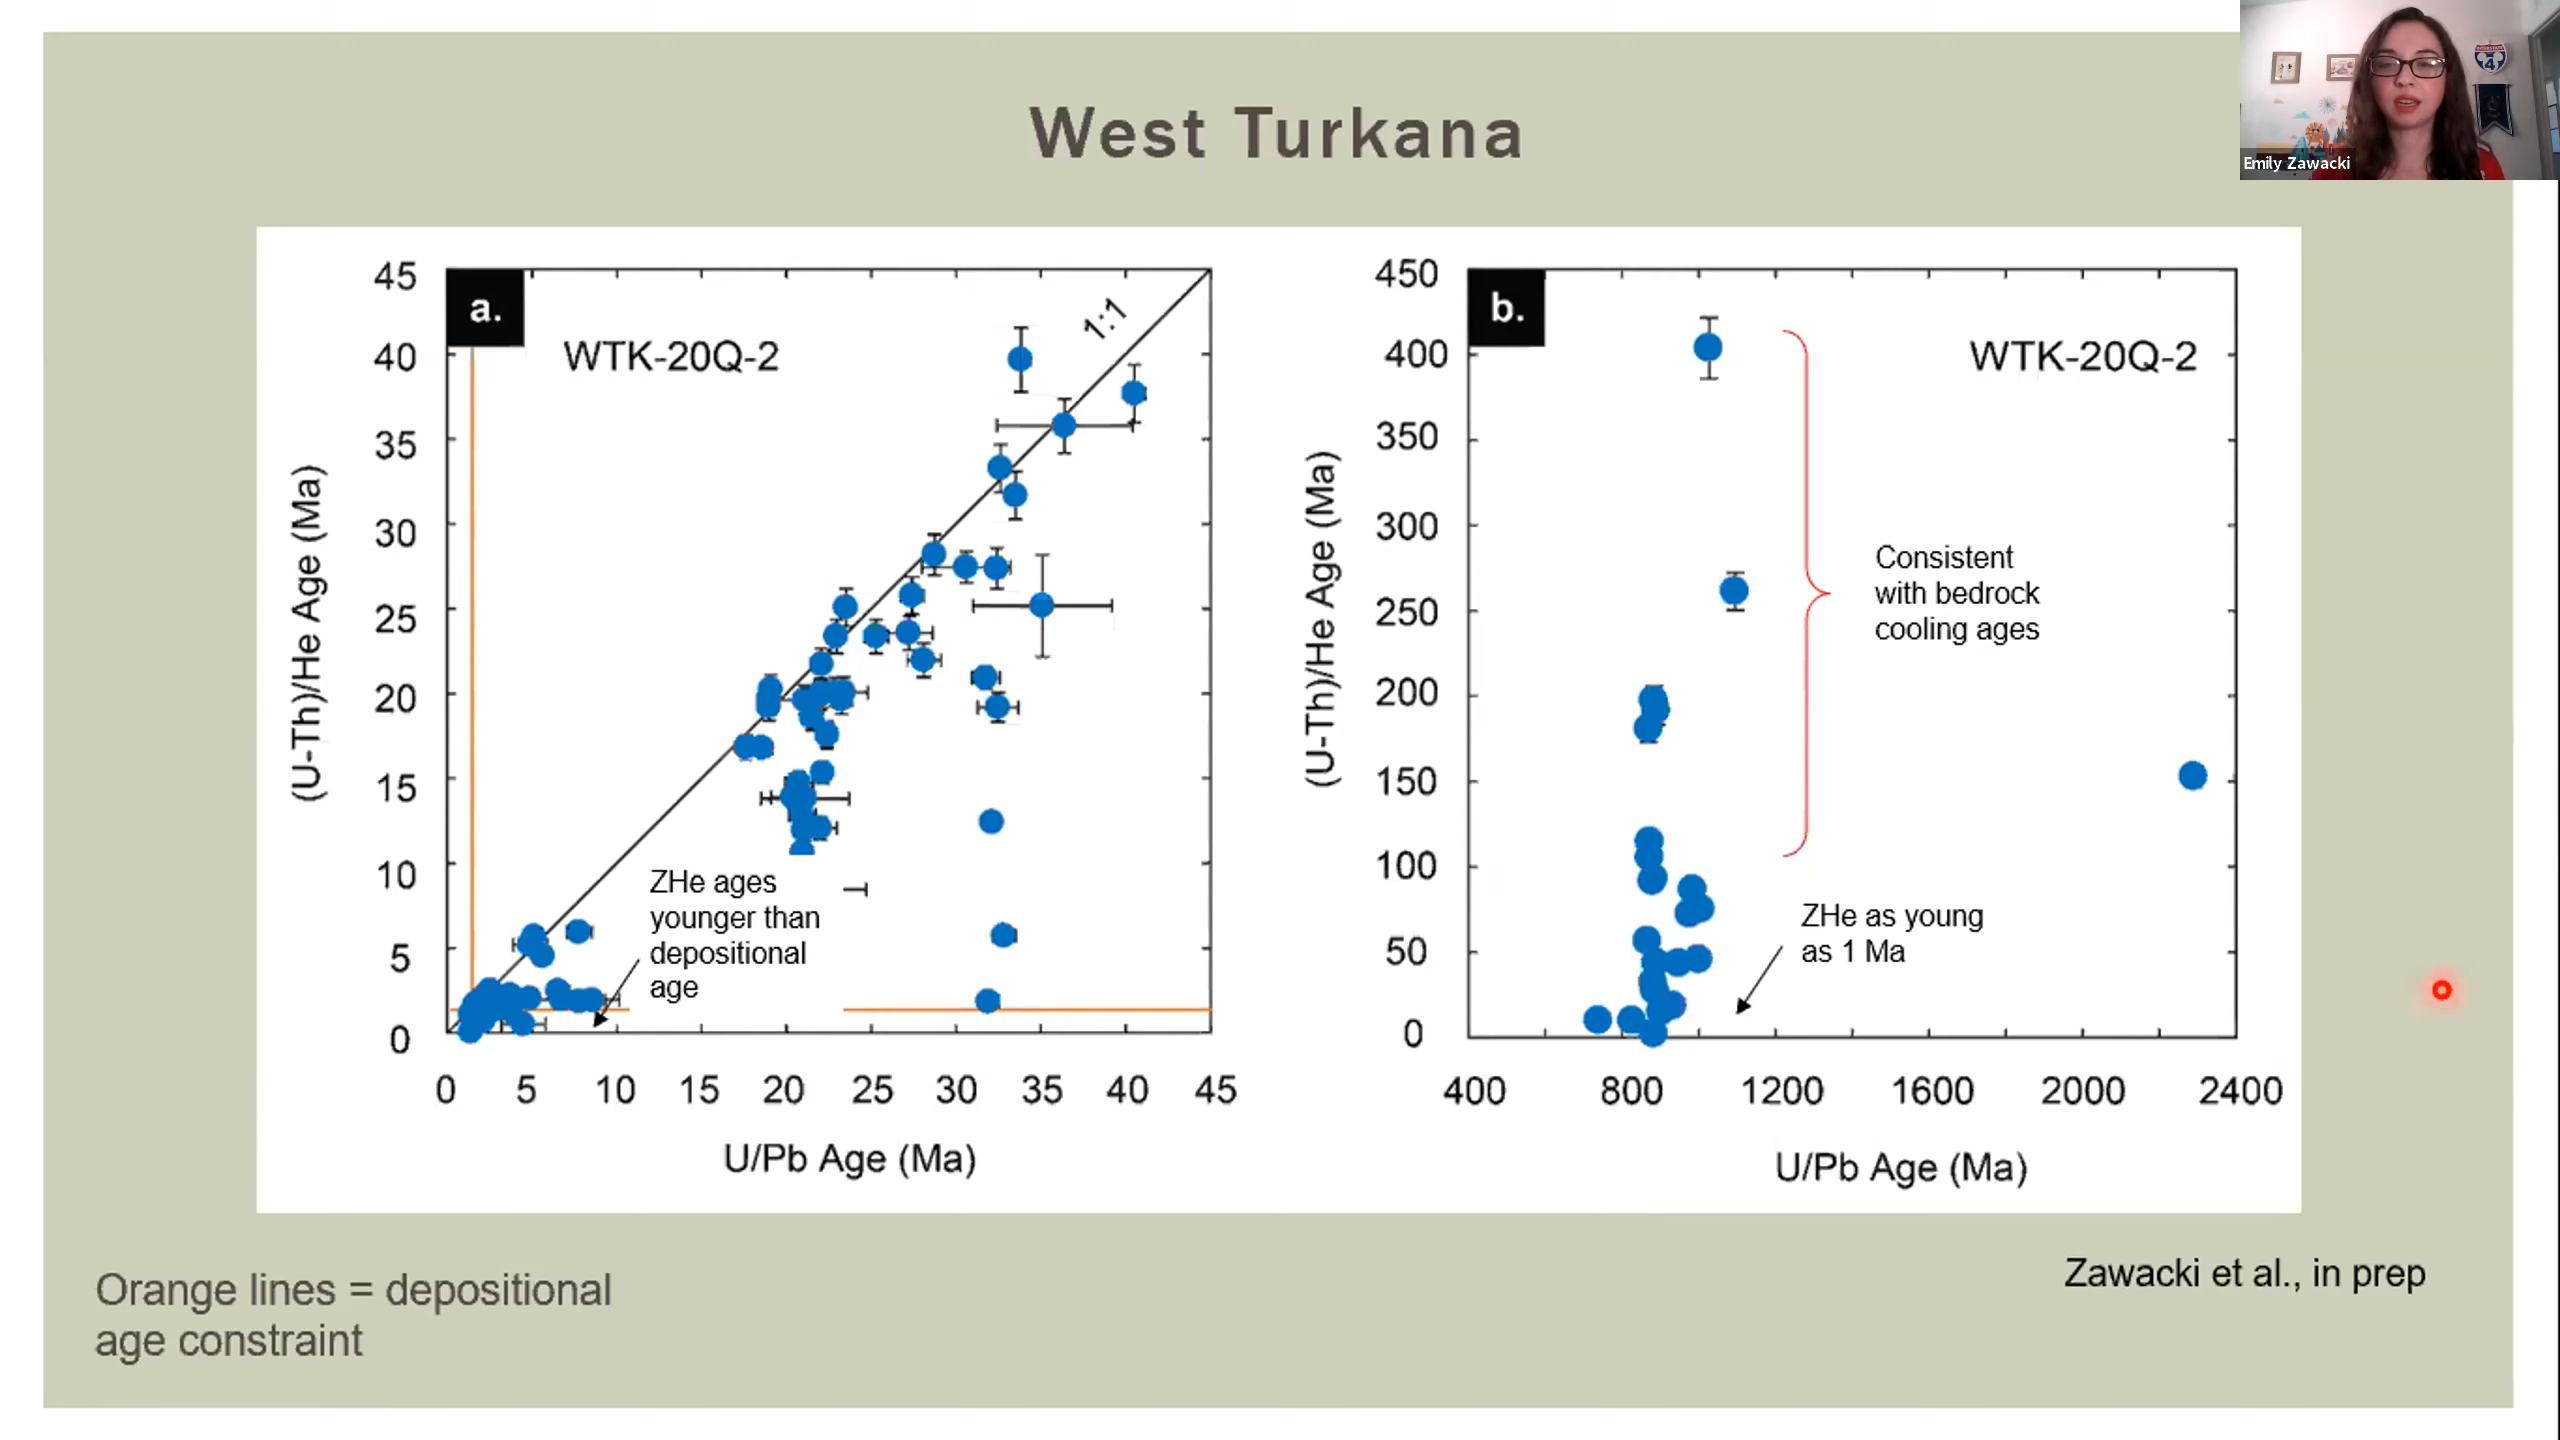 West Turkana
INTERSTATE
4
Emily Zawacki
a.
WTK-20Q-2
1:1
45
40
35
30
25
20
15
10
5
0
(U-Th)/He Age (Ma)
ZHe ages
younger than
depositional
age
0 5 10 15 20 25 30 35 40 45
U/Pb Age (Ma)
b.
WTK-20Q-2
450
400
350
300
250
200
150
100
50
0
(U-Th)/He Age (Ma)
Consistent
with bedrock
cooling ages
ZHe as young
as 1 Ma
400 800 1200 1600 2000 2400
U/Pb Age (Ma)
Orange lines = depositional
age constraint
Zawacki et al., in prep